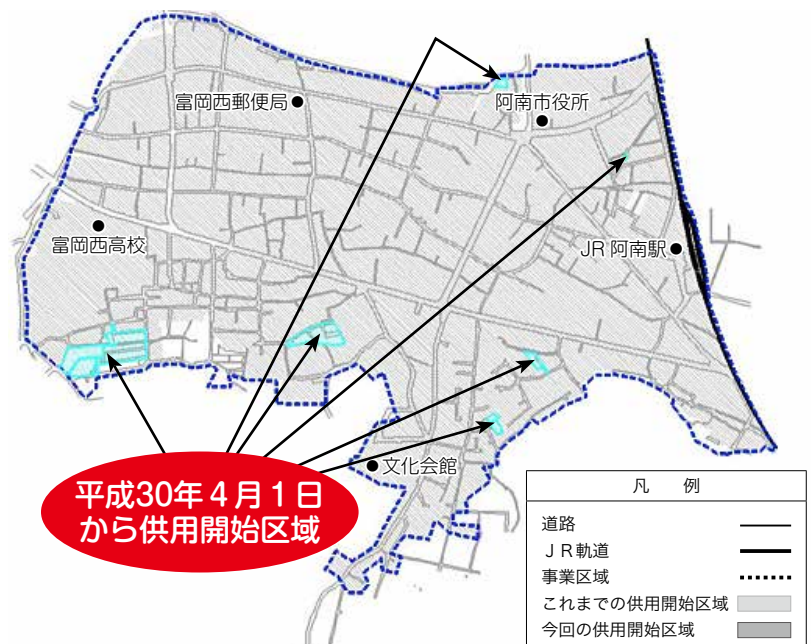 富岡西郵便局
阿南市役所
富岡西高校
JR 阿南駅
文化会館
平成30年４月１日
から供用開始区域
凡 例
道路
ＪＲ軌道
事業区域
これまでの供用開始区域
今回の供用開始区域